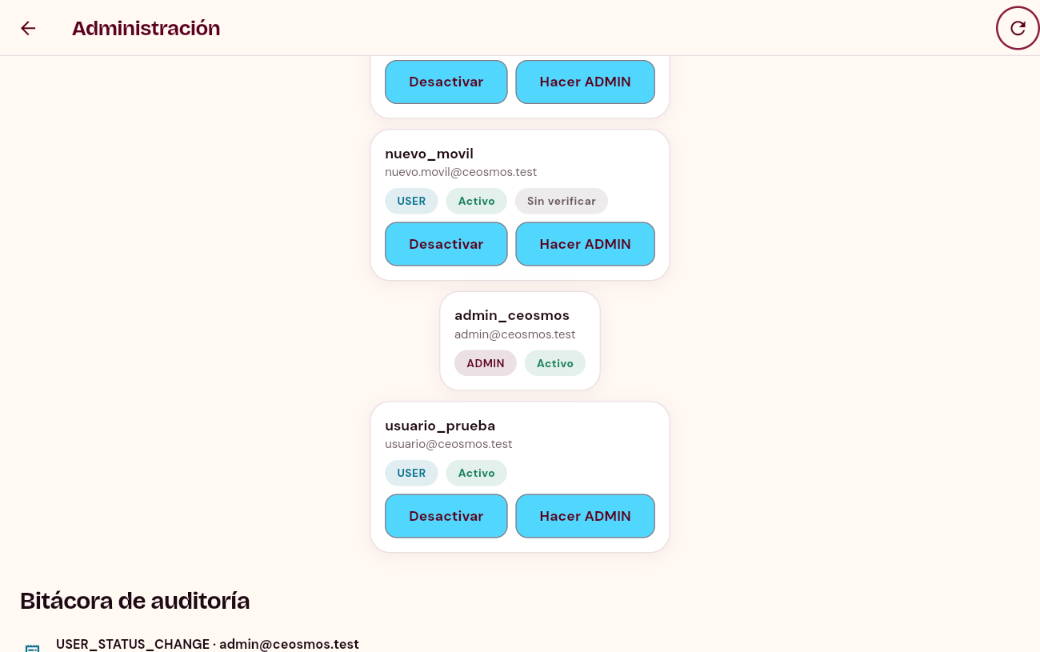 Administración
Desactivar Hacer ADMIN
nuevo_movil
nuevo.movil@ceosmos.test
USER Activo Sin verificar
Desactivar Hacer ADMIN
admin_ceosmos
admin@ceosmos.test
ADMIN Activo
usuario_prueba
usuario@ceosmos.test
USER Activo
Desactivar Hacer ADMIN
Bitácora de auditoría
USER_STATUS_CHANGE · admin@ceosmos.test